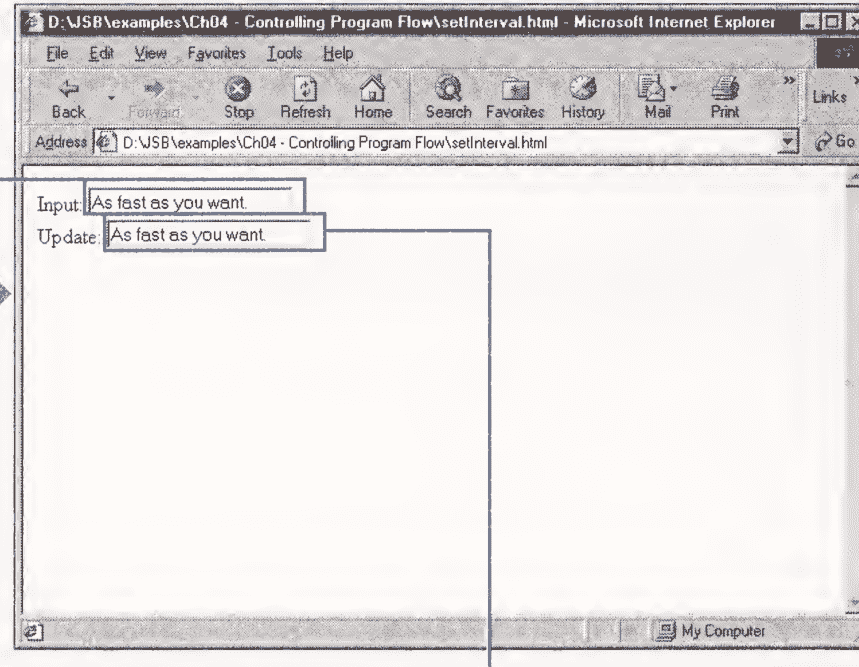 D:\JSB\examples\Ch04 - Controlling Program Flow\setInterval.html - Microsoft Internet Explorer
File Edit View Favorites Tools Help
Back Forward Stop Refresh Home Search Favorites History Mail Print » Links »
Address D:\JSB\examples\Ch04 - Controlling Program Flow\setInterval.html Go
Input: As fast as you want.
Update: As fast as you want.
My Computer